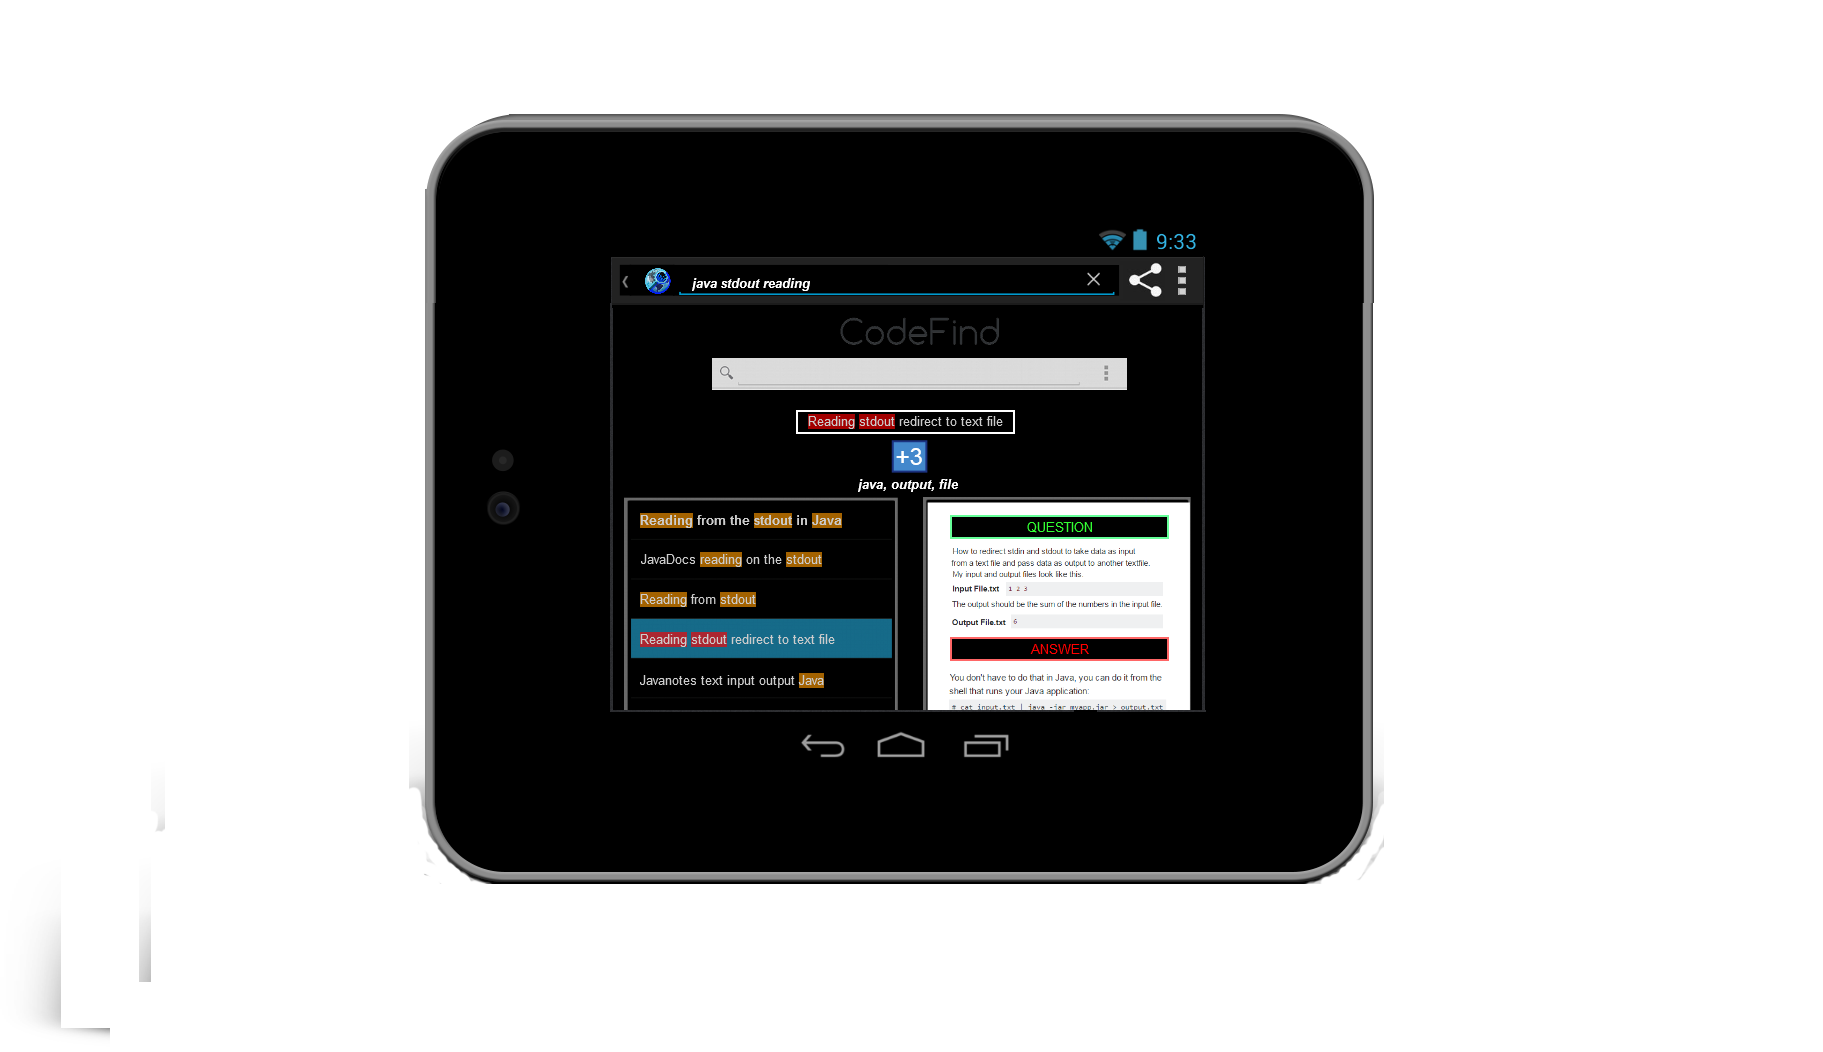 9:33
java stdout reading
CodeFind
Reading stdout redirect to text file
+3
java, output, file
Reading from the stdout in Java
JavaDocs reading on the stdout
Reading from stdout
Reading stdout redirect to text file
Javanotes text input output Java
QUESTION
How to redirect stdin and stdout to take data as input
from a text file and pass data as output to another textfile.
My input and output files look like this.
Input File.txt 1 2 3
The output should be the sum of the numbers in the input file.
Output File.txt 6
ANSWER
You don't have to do that in Java, you can do it from the
shell that runs your Java application:
# cat input.txt | java -jar myapp.jar > output.txt